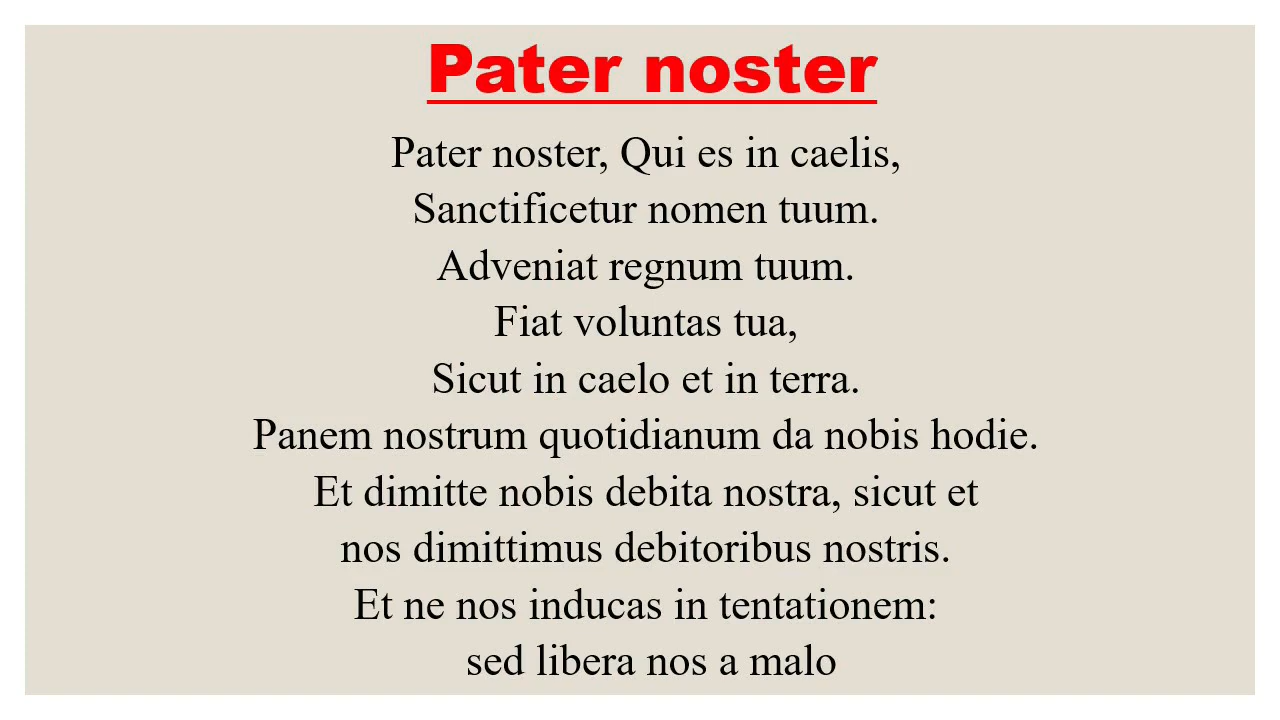 Pater noster
Pater noster, Qui es in caelis,
Sanctificetur nomen tuum.
Adveniat regnum tuum.
Fiat voluntas tua,
Sicut in caelo et in terra.
Panem nostrum quotidianum da nobis hodie.
Et dimitte nobis debita nostra, sicut et
nos dimittimus debitoribus nostris.
Et ne nos inducas in tentationem:
sed libera nos a malo